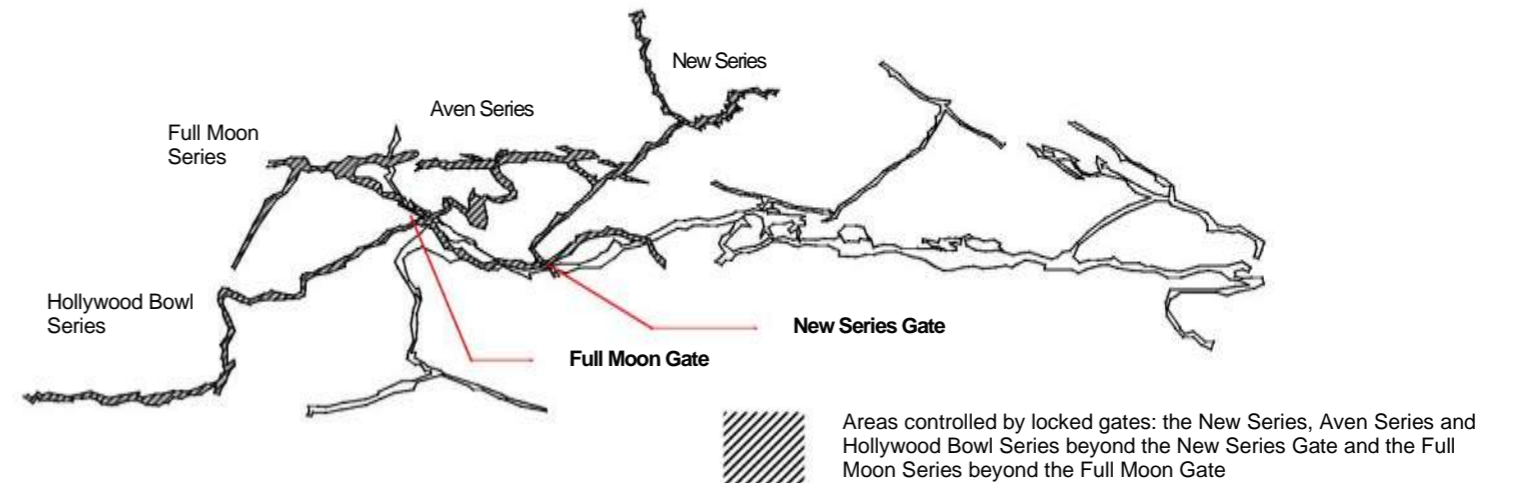 New Series
Aven Series
Full Moon
Series
Hollywood Bowl
Series
New Series Gate
Full Moon Gate
Areas controlled by locked gates: the New Series, Aven Series and
Hollywood Bowl Series beyond the New Series Gate and the Full
Moon Series beyond the Full Moon Gate